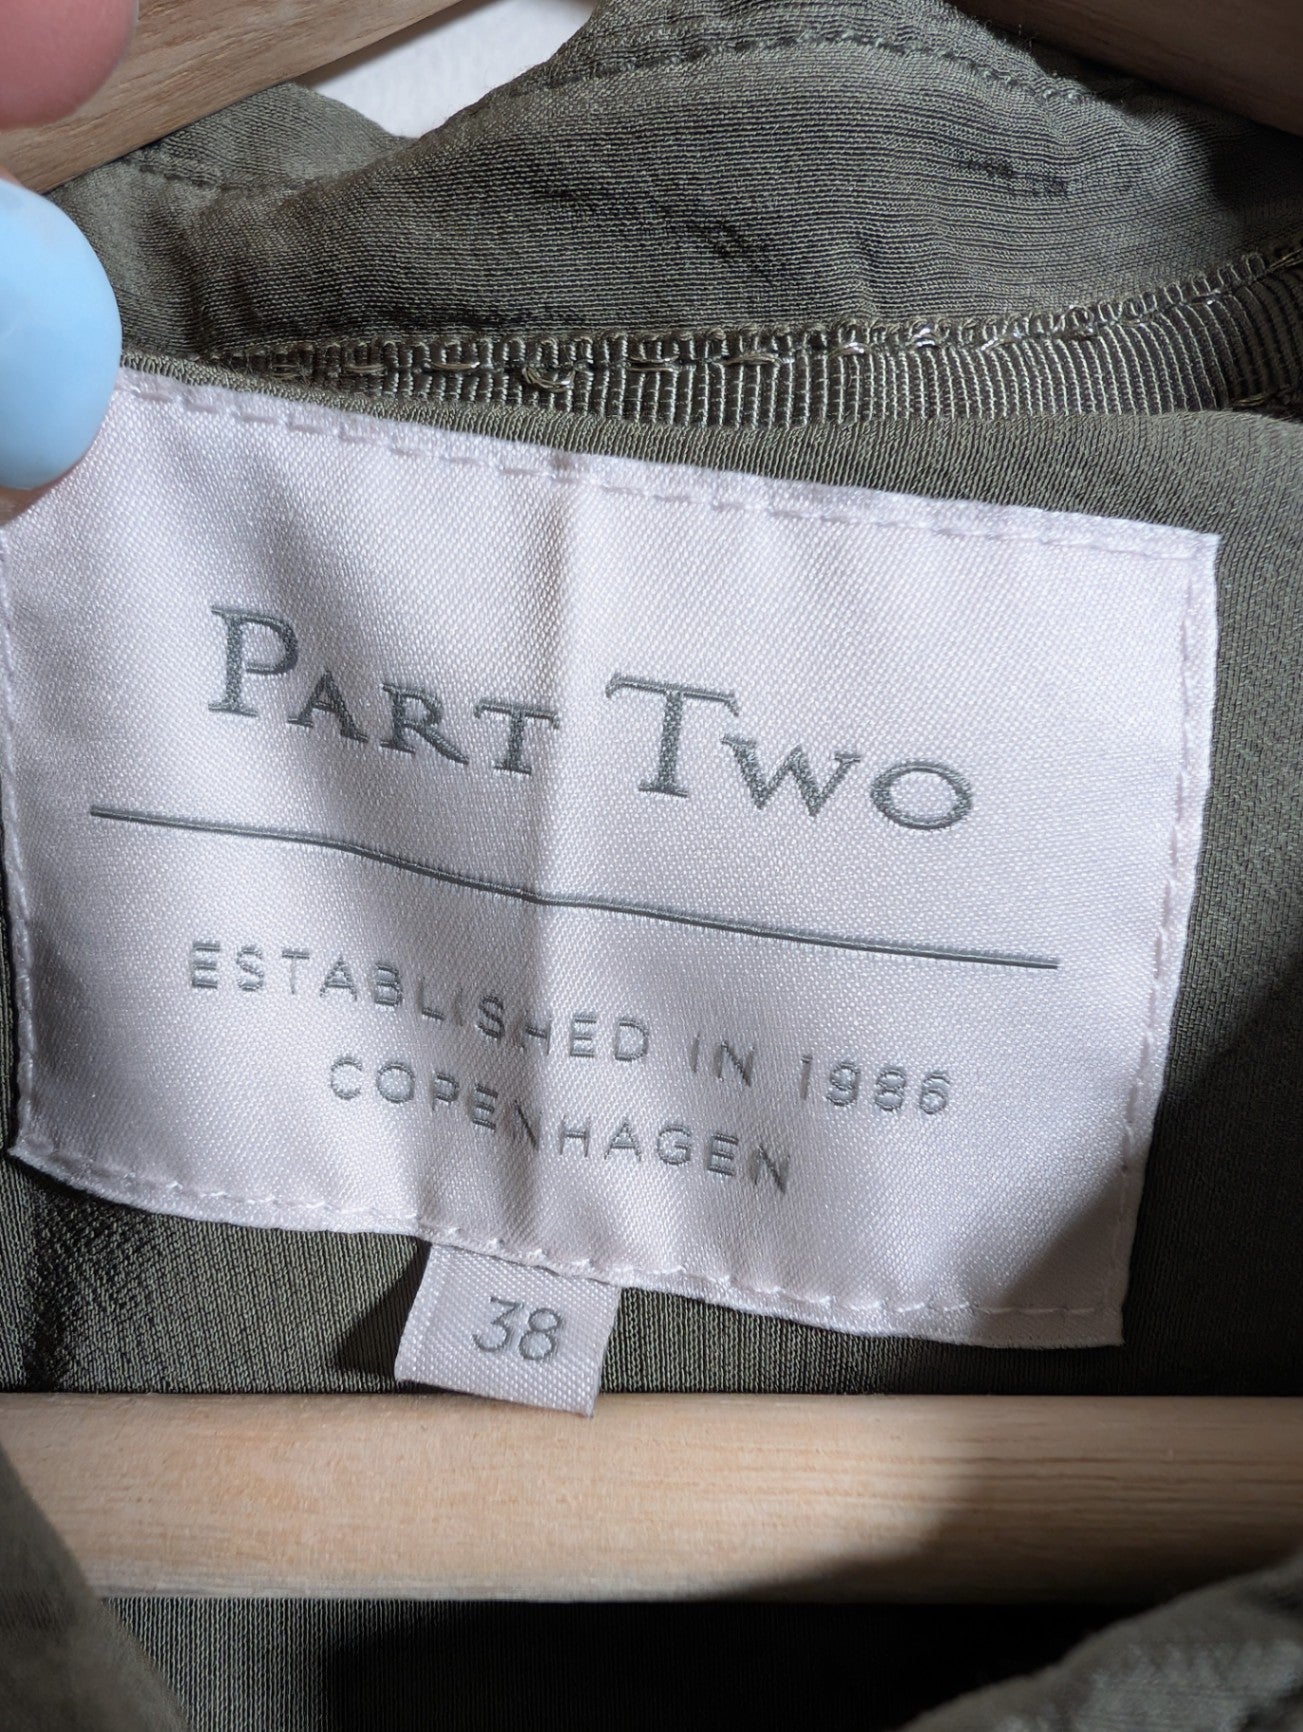 PART TWO
ESTABLISHED IN 1986
COPENHAGEN
38